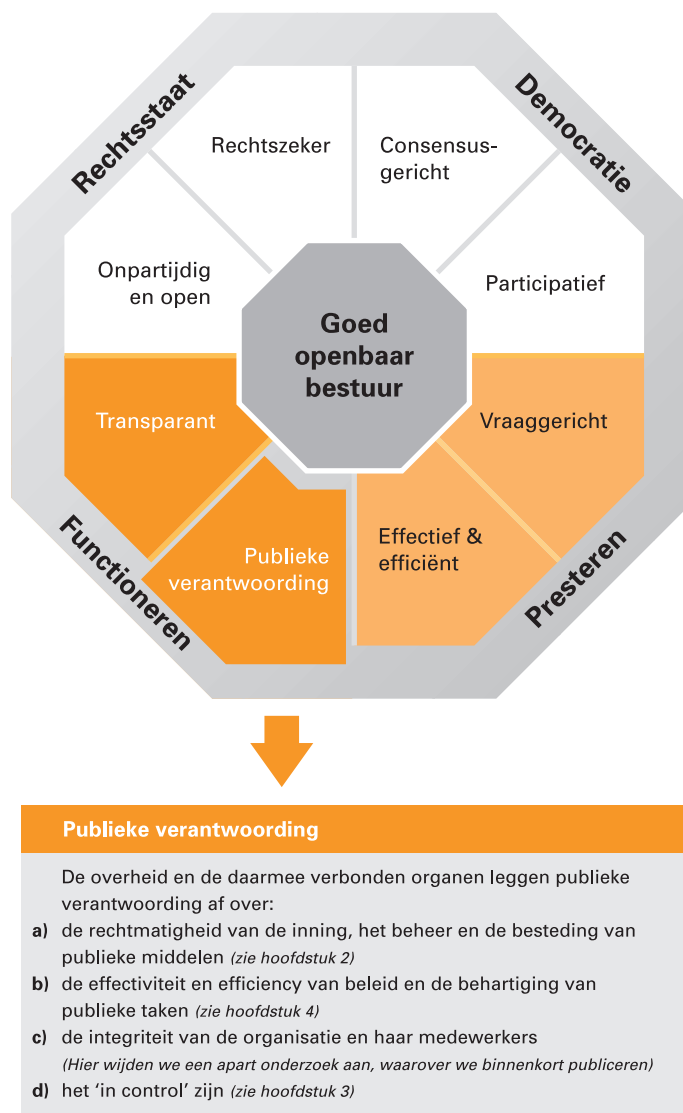 Rechtsstaat
Democratie
Rechtszeker
Consensus-
gericht
Onpartijdig
en open
Participatief
Goed
openbaar
bestuur
Transparant
Vraaggericht
Publieke
verantwoording
Effectief &
efficiënt
Functioneren
Presteren
Publieke verantwoording
De overheid en de daarmee verbonden organen leggen publieke
verantwoording af over:
a) de rechtmatigheid van de inning, het beheer en de besteding van
publieke middelen (zie hoofdstuk 2)
b) de effectiviteit en efficiency van beleid en de behartiging van
publieke taken (zie hoofdstuk 4)
c) de integriteit van de organisatie en haar medewerkers
(Hier wijden we een apart onderzoek aan, waarover we binnenkort publiceren)
d) het ‘in control’ zijn (zie hoofdstuk 3)